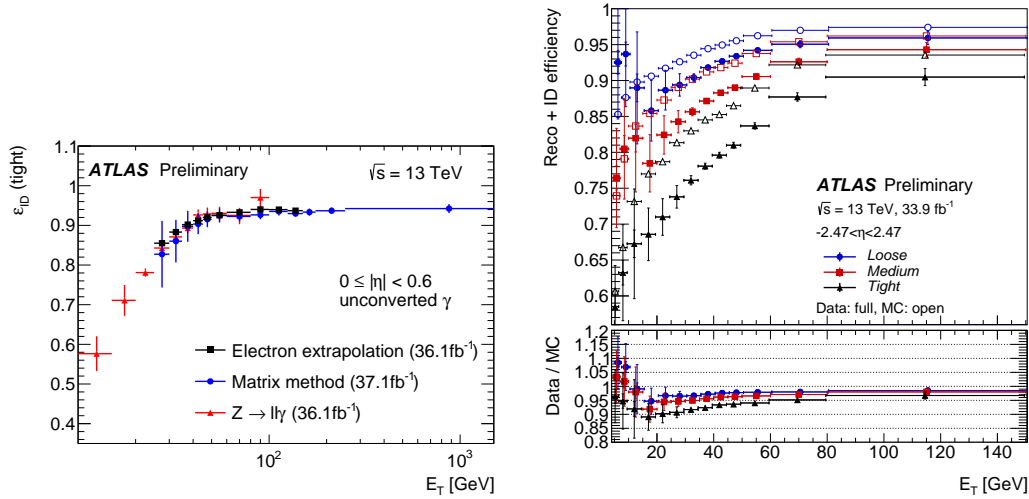 ε_ID (tight)
1.1
1
0.9
0.8
0.7
0.6
0.5
0.4
ATLAS Preliminary
√s = 13 TeV
0 ≤ |η| < 0.6
unconverted γ
Electron extrapolation (36.1fb⁻¹)
Matrix method (37.1fb⁻¹)
Z → llγ (36.1fb⁻¹)
10²
10³
E_T [GeV]
Reco + ID efficiency
0.95
0.9
0.85
0.8
0.75
0.7
0.65
0.6
ATLAS Preliminary
√s = 13 TeV, 33.9 fb⁻¹
-2.47<η<2.47
Loose
Medium
Tight
Data: full, MC: open
Data / MC
1.2
1.15
1.1
1.05
1
0.95
0.9
0.85
0.8
20 40 60 80 100 120 140
E_T [GeV]